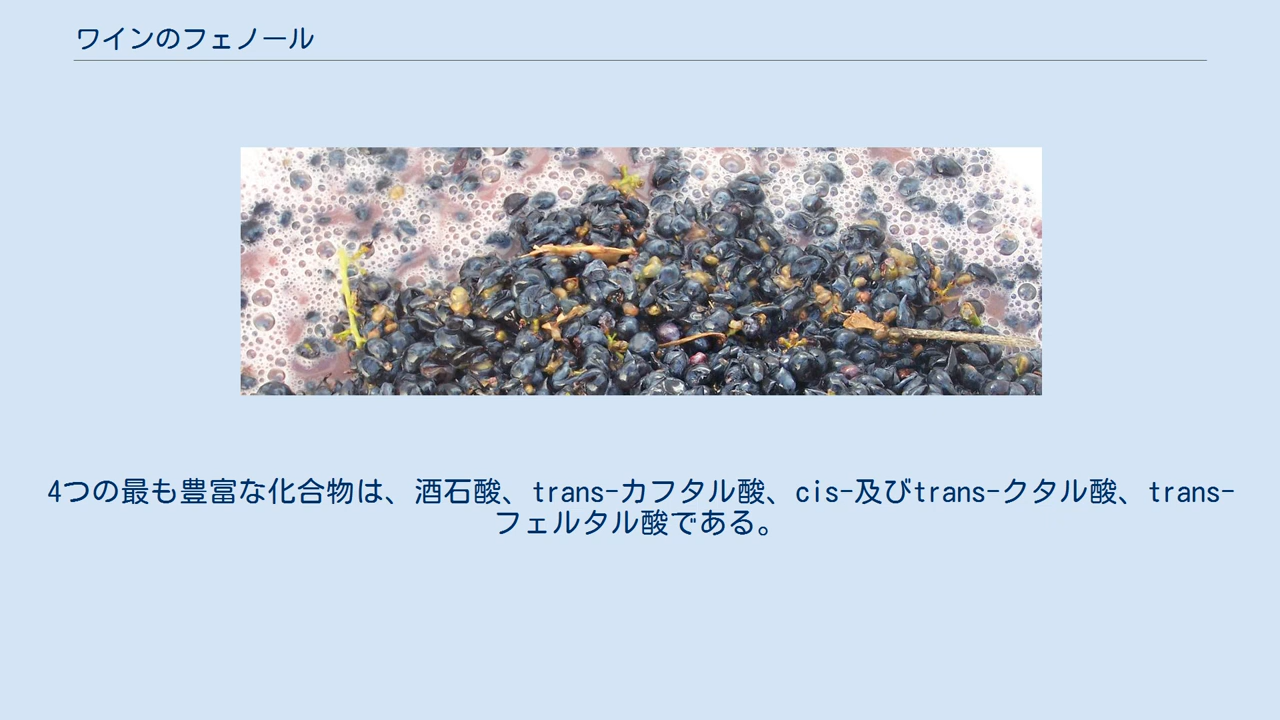 ワインのフェノール
4つの最も豊富な化合物は、酒石酸、trans-カフタル酸、cis-及びtrans-クタル酸、trans-
フェルタル酸である。